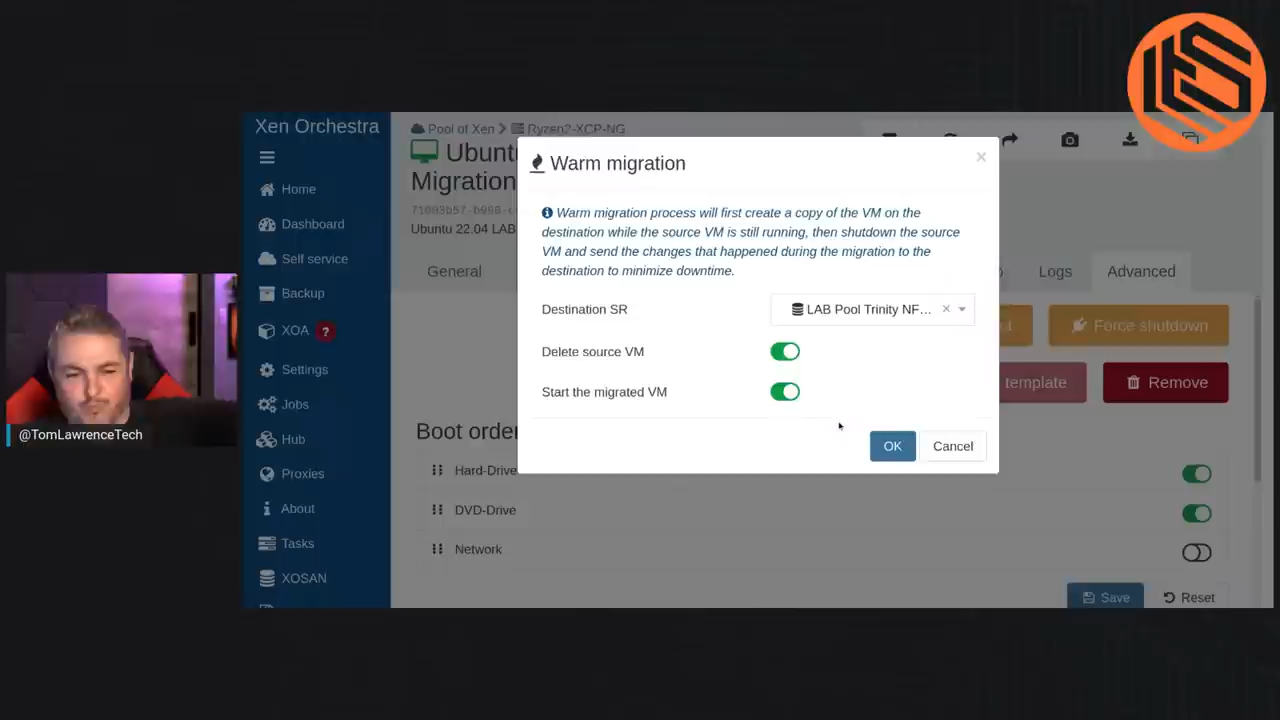 Xen Orchestra
Home
Dashboard
Self service
Backup
XOA ?
Settings
Jobs
Hub
Proxies
About
Tasks
XOSAN
Pool of Xen Ryzen2-XCP-NG
Ubuntu
Migration
Ubuntu 22.04 LAB
General
Logs
Advanced
Force shutdown
template
Remove
Warm migration
×
Warm migration process will first create a copy of the VM on the
destination while the source VM is still running, then shutdown the source
VM and send the changes that happened during the migration to the
destination to minimize downtime.
Destination SR
LAB Pool Trinity NF… ×
Delete source VM
Start the migrated VM
OK
Cancel
Boot order
Hard-Drive
DVD-Drive
Network
Save
Reset
@TomLawrenceTech